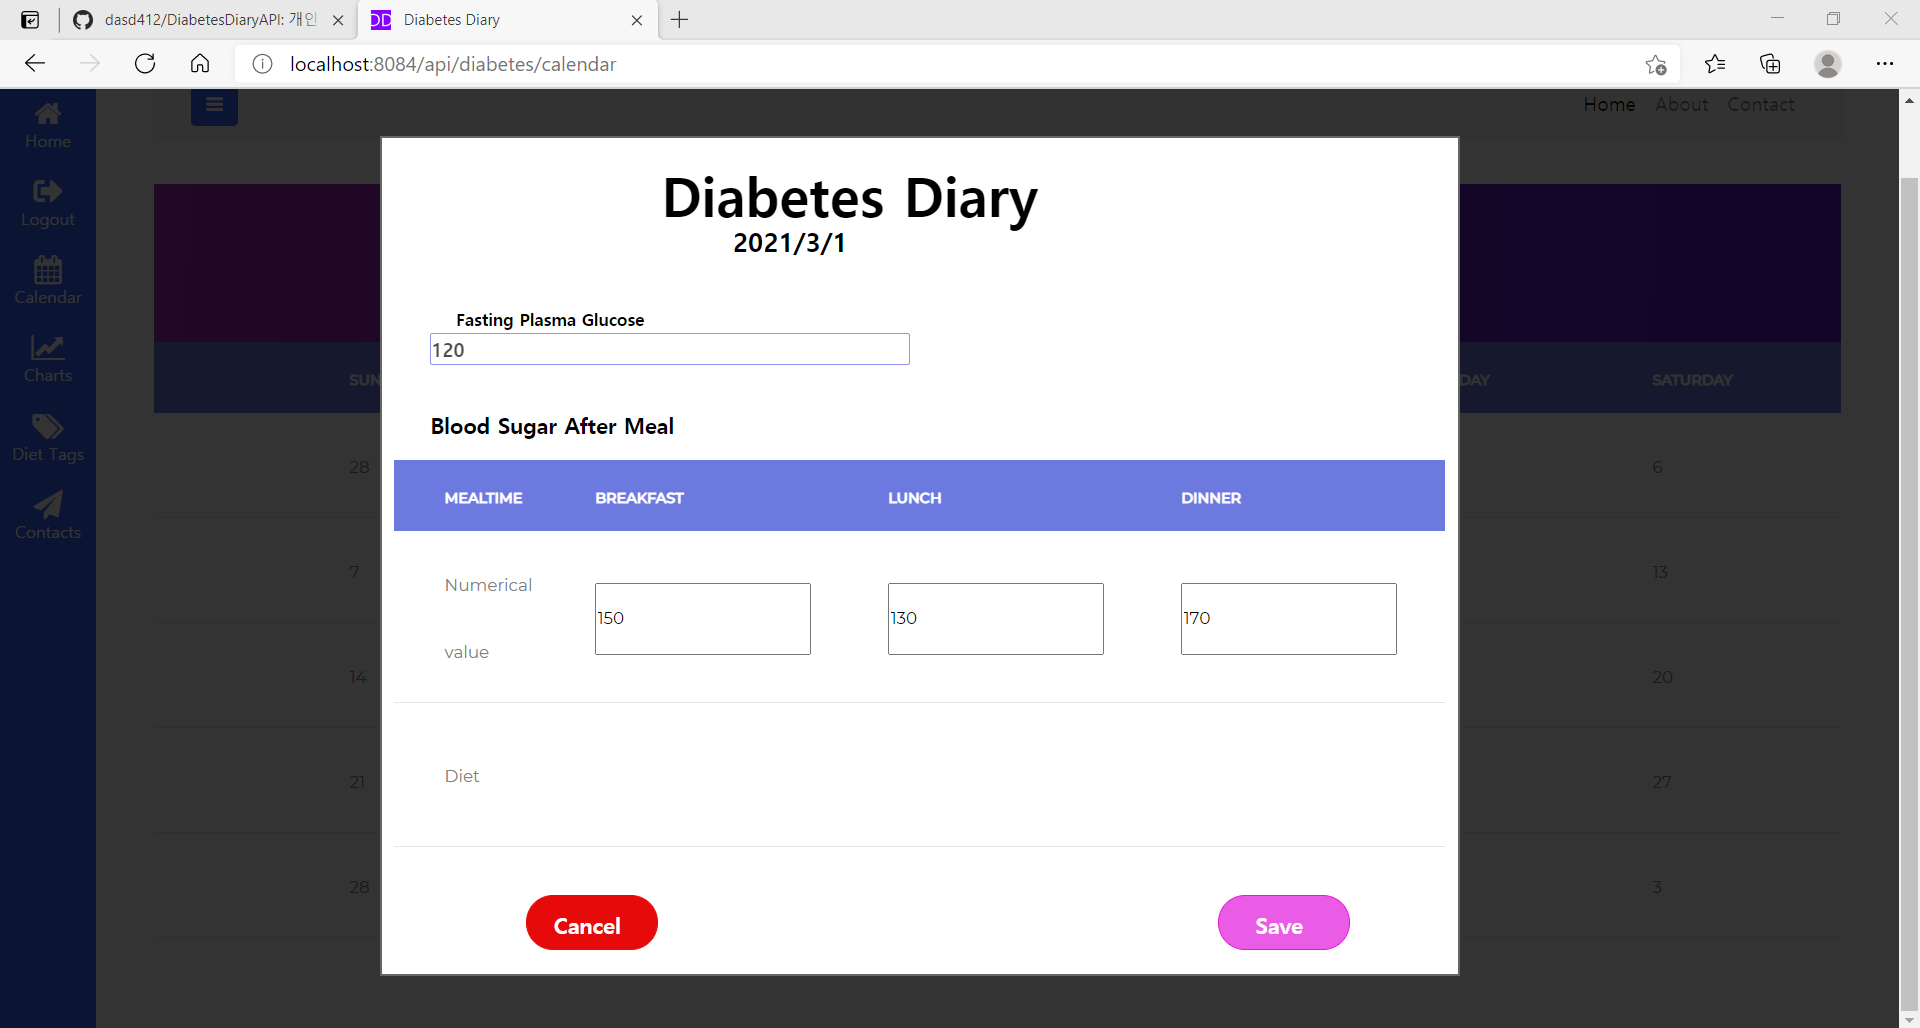 dasd412/DiabetesDiaryAPI: 개인
DD Diabetes Diary
localhost:8084/api/diabetes/calendar
Home About Contact
Home
Logout
Calendar
Charts
Diet Tags
Contacts
Diabetes Diary
2021/3/1
Fasting Plasma Glucose
120
SUN DAY SATURDAY
Blood Sugar After Meal
28 6
MEALTIME BREAKFAST LUNCH DINNER
7 13
Numerical
value
150 130 170
14 20
Diet
21 27
28 3
Cancel Save